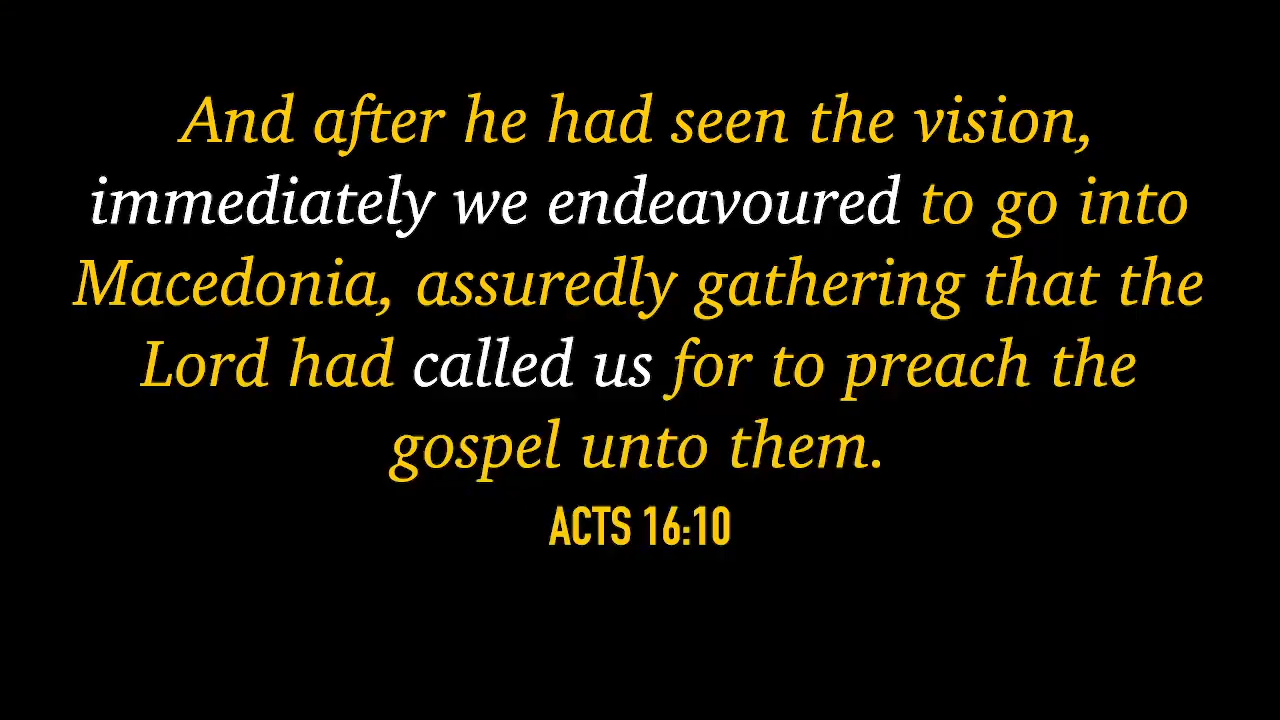 And after he had seen the vision,
immediately we endeavoured to go into
Macedonia, assuredly gathering that the
Lord had called us for to preach the
gospel unto them.
ACTS 16:10